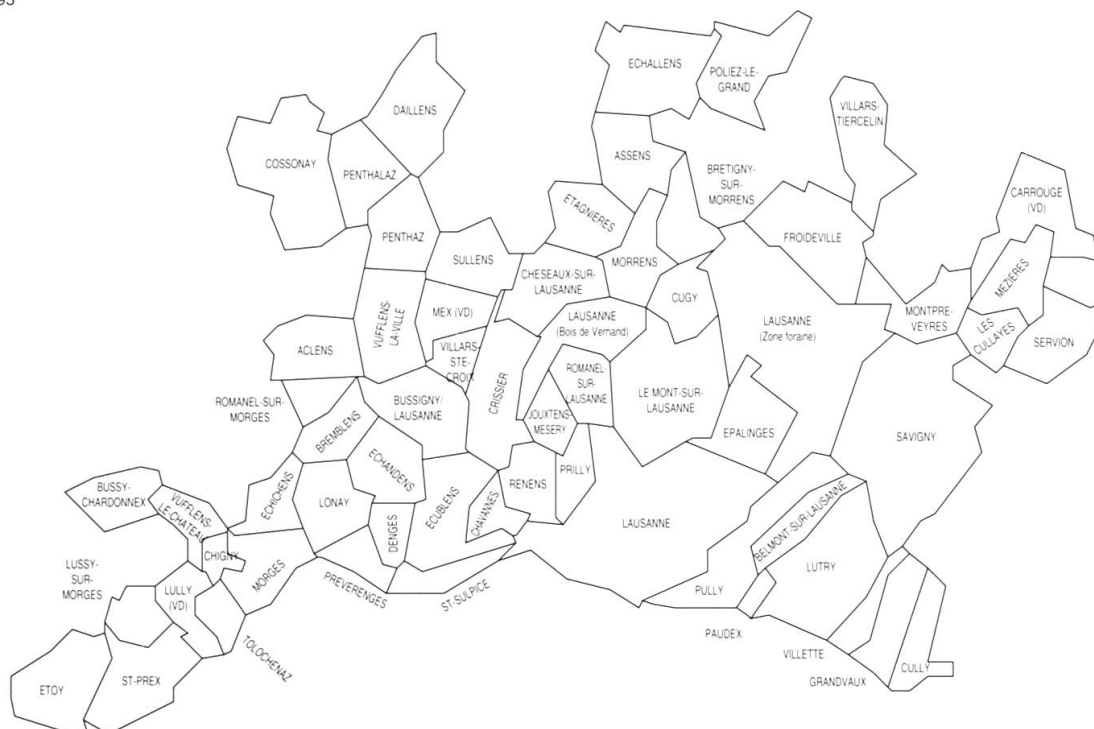 93
ECHALLENS
POLIEZ-LE-
GRAND
DAILLENS
VILLARS-
TIERCELIN
COSSONAY
PENTHALAZ
ASSENS
BRETIGNY-
SUR-
MORRENS
CARROUGE
(VD)
ETAGNIERES
PENTHAZ
FROIDEVILLE
SULLENS
MORRENS
CHESEAUX-SUR-
LAUSANNE
MEZIERES
CUGY
VUFFLENS-
LA-VILLE
MEX (VD)
LAUSANNE
(Bois de Vernand)
LAUSANNE
(Zone foraine)
MONTPRE-
VEYRES
LES
CULLAYES
SERVION
ACLENS
VILLARS-
STE-
CROIX
CRISSIER
ROMANEL-
SUR-
LAUSANNE
ROMANEL-SUR-
MORGES
BREMBLENS
BUSSIGNY/
LAUSANNE
JOUXTENS-
MESERY
LE MONT-SUR-
LAUSANNE
EPALINGES
SAVIGNY
ECHANDENS
BUSSY-
CHARDONNEX
VUFFLENS-
LE-CHATEAU
ECHICHENS
LONAY
ECUBLENS
CHAVANNES
RENENS
PRILLY
LAUSANNE
DENGES
BELMONT-SUR-LAUSANNE
CHIGNY
LUSSY-
SUR-
MORGES
LULLY
(VD)
MORGES
PREVERENGES
ST-SULPICE
PULLY
LUTRY
PAUDEX
TOLOCHENAZ
VILLETTE
GRANDVAUX
CULLY
ETOY
ST-PREX